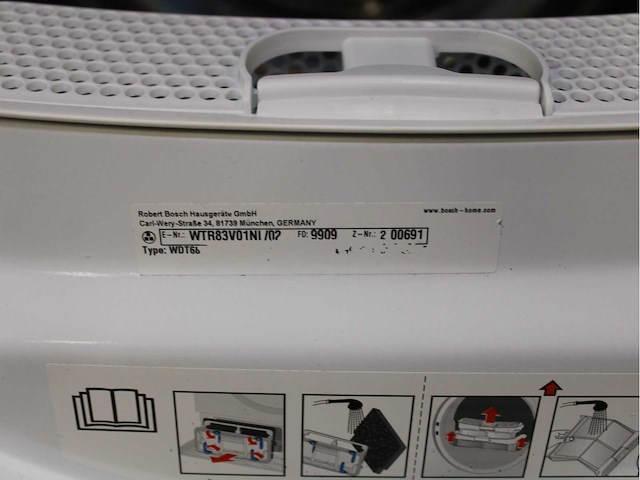 Robert Bosch Hausgeräte GmbH
Carl-Wery-Straße 34, 81739 München, GERMANY
www.bosch-home.com
E-Nr.: WTR83V01NL/02 FD: 9909 Z-Nr.: 2 00691
Type: WDT66